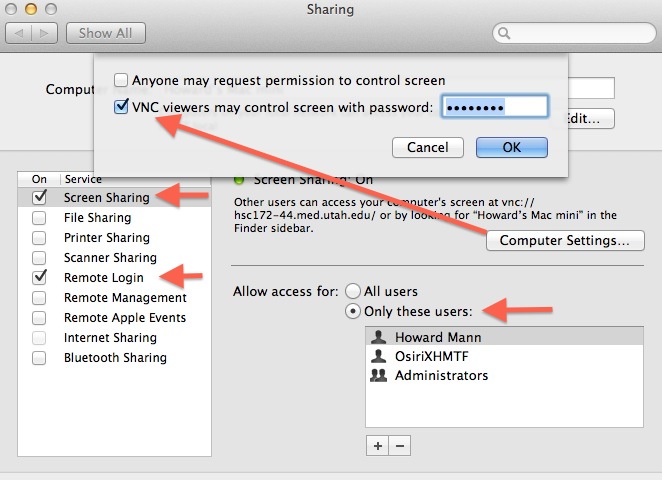 Sharing
Show All
Anyone may request permission to control screen
VNC viewers may control screen with password: ••••••••
Computer
Edit...
Cancel
OK
On Service
Screen Sharing
File Sharing
Printer Sharing
Scanner Sharing
Remote Login
Remote Management
Remote Apple Events
Internet Sharing
Bluetooth Sharing
Screen Sharing: On
Other users can access your computer's screen at vnc://
hsc172-44.med.utah.edu/ or by looking for “Howard's Mac mini” in the
Finder sidebar.
Computer Settings...
Allow access for:
All users
Only these users:
Howard Mann
OsiriXHMTF
Administrators
+ −